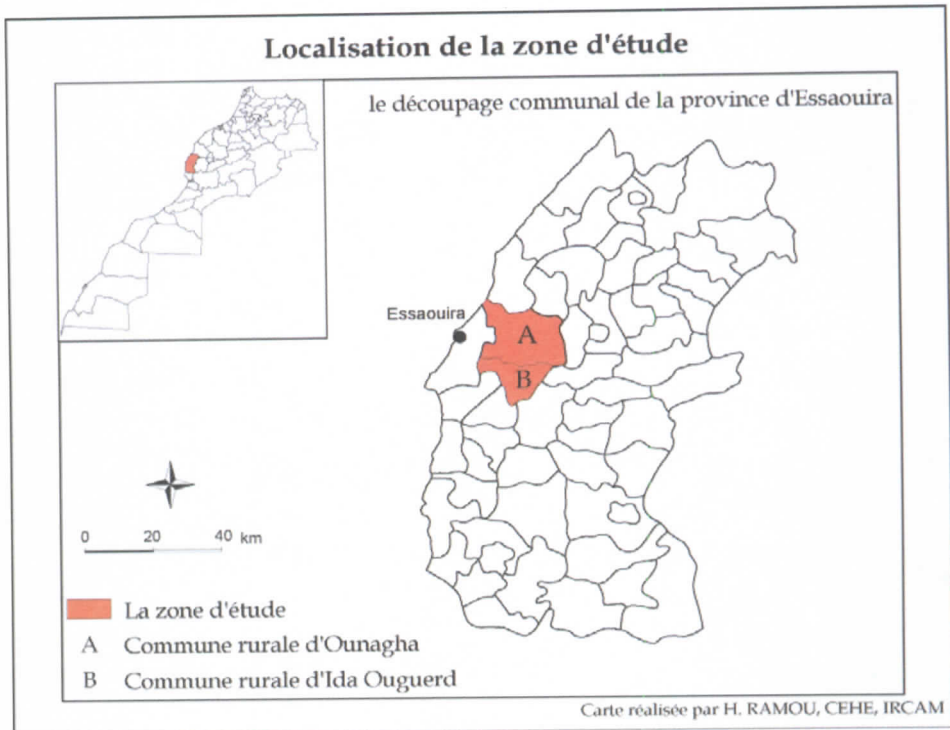 Localisation de la zone d'étude
le découpage communal de la province d'Essaouira
Essaouira
A
B
0 20 40 km
La zone d'étude
A Commune rurale d'Ounagha
B Commune rurale d'Ida Ouguerd
Carte réalisée par H. RAMOU, CEHE, IRCAM